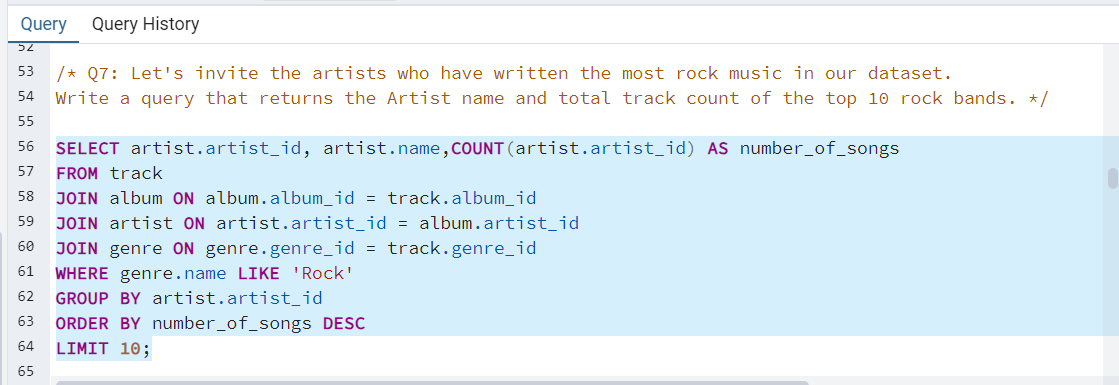 Query Query History
52
53 /* Q7: Let's invite the artists who have written the most rock music in our dataset.
54 Write a query that returns the Artist name and total track count of the top 10 rock bands. */
55
56 SELECT artist.artist_id, artist.name,COUNT(artist.artist_id) AS number_of_songs
57 FROM track
58 JOIN album ON album.album_id = track.album_id
59 JOIN artist ON artist.artist_id = album.artist_id
60 JOIN genre ON genre.genre_id = track.genre_id
61 WHERE genre.name LIKE 'Rock'
62 GROUP BY artist.artist_id
63 ORDER BY number_of_songs DESC
64 LIMIT 10;
65